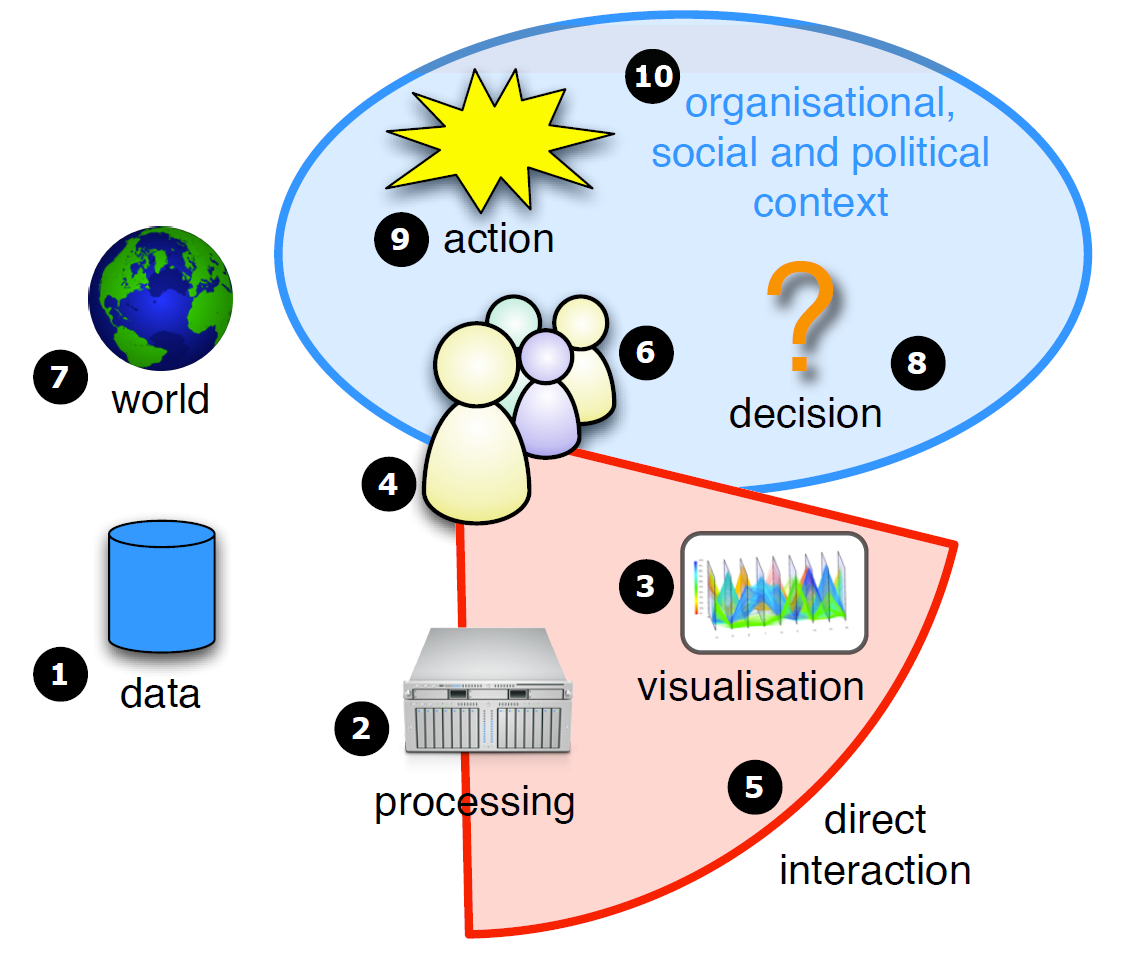 10
organisational,
social and political
context
9 action
6
8
decision
7
world
4
3
visualisation
1
data
2
processing
5
direct
interaction